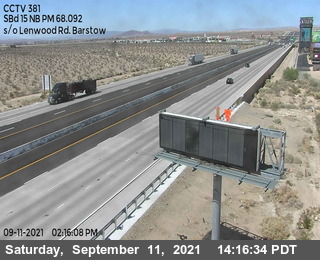 CCTV 381
SBd 15 NB PM 68.092
s/o Lenwood Rd. Barstow
09-11-2021 02:16:08 PM
Saturday, September 11, 2021 14:16:34 PDT